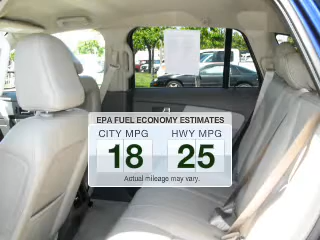 EPA FUEL ECONOMY ESTIMATES
CITY MPG HWY MPG
18 25
Actual mileage may vary.